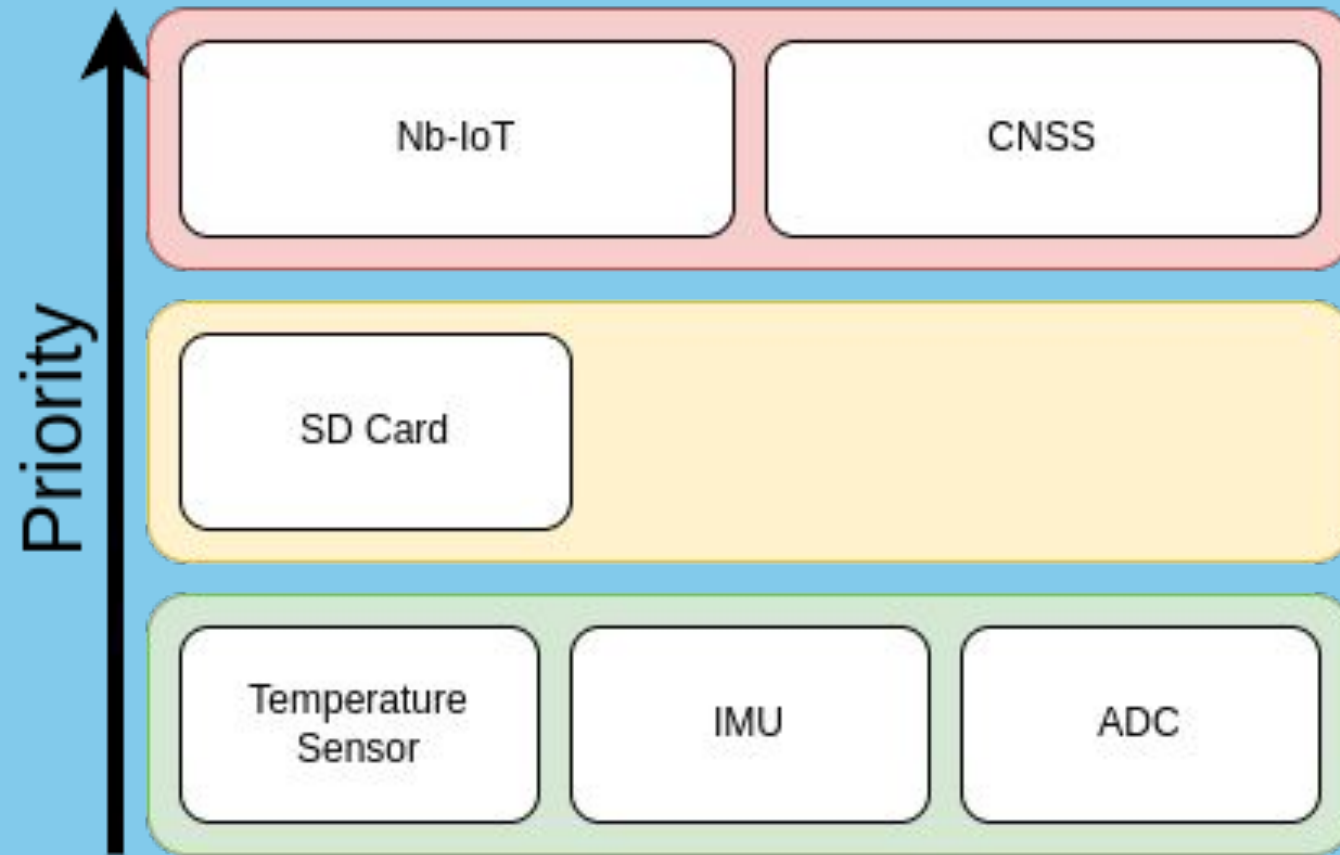 Priority
Nb-IoT
CNSS
SD Card
Temperature
Sensor
IMU
ADC